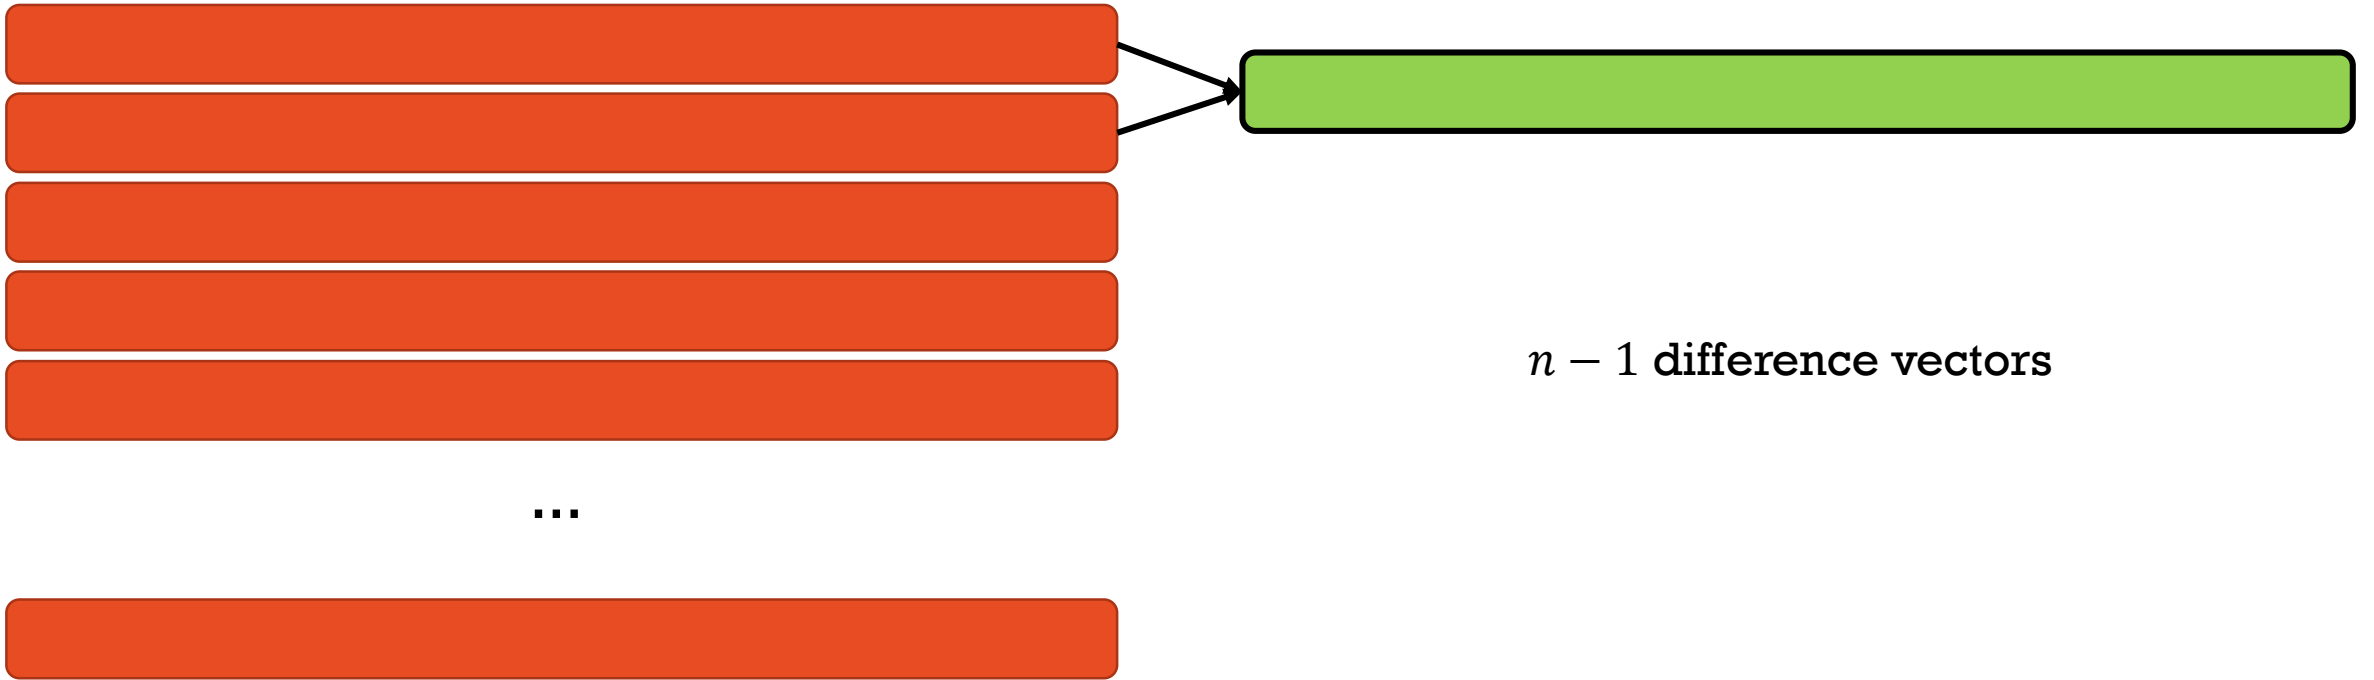 n − 1 difference vectors
...